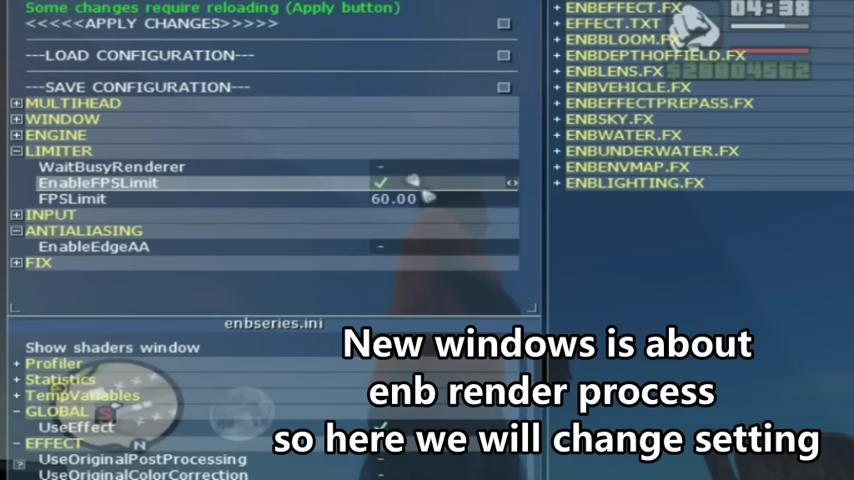 Some changes require reloading (Apply button)
<<<<<APPLY CHANGES>>>>>
---LOAD CONFIGURATION---
---SAVE CONFIGURATION---
MULTIHEAD
WINDOW
ENGINE
LIMITER
WaitBusyRenderer -
EnableFPSLimit
FPSLimit 60.00
INPUT
ANTIALIASING
EnableEdgeAA -
FIX
enbseries.ini
Show shaders window
+ Profiler
+ Statistics
+ TempVariables
- GLOBAL
UseEffect
- EFFECT
UseOriginalPostProcessing
UseOriginalColorCorrection
S
N
+ ENBEFFECT.FX
+ EFFECT.TXT
+ ENBBLOOM.FX
+ ENBDEPTHOFFIELD.FX
+ ENBLENS.FX
+ ENBVEHICLE.FX
+ ENBEFFECTPREPASS.FX
+ ENBSKY.FX
+ ENBWATER.FX
+ ENBUNDERWATER.FX
+ ENBENVMAP.FX
+ ENBLIGHTING.FX
04:38
New windows is about
enb render process
so here we will change setting